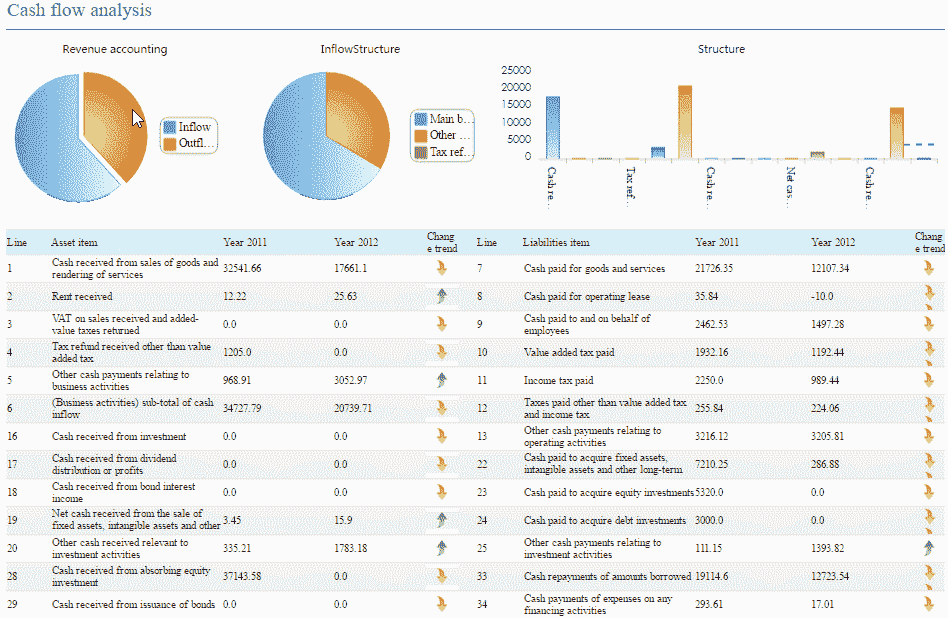 Cash flow analysis
Revenue accounting
Inflow
Outfl...
InflowStructure
Main b...
Other ...
Tax ref...
Structure
25000
20000
15000
10000
5000
0
Cash re...
Tax ref...
Cash re...
Net cas...
Cash re...
Line Asset item Year 2011 Year 2012 Chang
e trend
Line Liabilities item Year 2011 Year 2012 Chang
e trend
1 Cash received from sales of goods and
rendering of services 32541.66 17661.1
7 Cash paid for goods and services 21726.35 12107.34
2 Rent received 12.22 25.63
8 Cash paid for operating lease 35.84 -10.0
3 VAT on sales received and added-
value taxes returned 0.0 0.0
9 Cash paid to and on behalf of
employees 2462.53 1497.28
4 Tax refund received other than value
added tax 1205.0 0.0
10 Value added tax paid 1932.16 1192.44
5 Other cash payments relating to
business activities 968.91 3052.97
11 Income tax paid 2250.0 989.44
6 (Business activities) sub-total of cash
inflow 34727.79 20739.71
12 Taxes paid other than value added tax
and income tax 255.84 224.06
16 Cash received from investment 0.0 0.0
13 Other cash payments relating to
operating activities 3216.12 3205.81
17 Cash received from dividend
distribution or profits 0.0 0.0
22 Cash paid to acquire fixed assets,
intangible assets and other long-term 7210.25 286.88
18 Cash received from bond interest
income 0.0 0.0
23 Cash paid to acquire equity investments 5320.0 0.0
19 Net cash received from the sale of
fixed assets, intangible assets and other 3.45 15.9
24 Cash paid to acquire debt investments 3000.0 0.0
20 Other cash received relevant to
investment activities 335.21 1783.18
25 Other cash payments relating to
investment activities 111.15 1393.82
28 Cash received from absorbing equity
investment 37143.58 0.0
33 Cash repayments of amounts borrowed 19114.6 12723.54
29 Cash received from issuance of bonds 0.0 0.0
34 Cash payments of expenses on any
financing activities 293.61 17.01